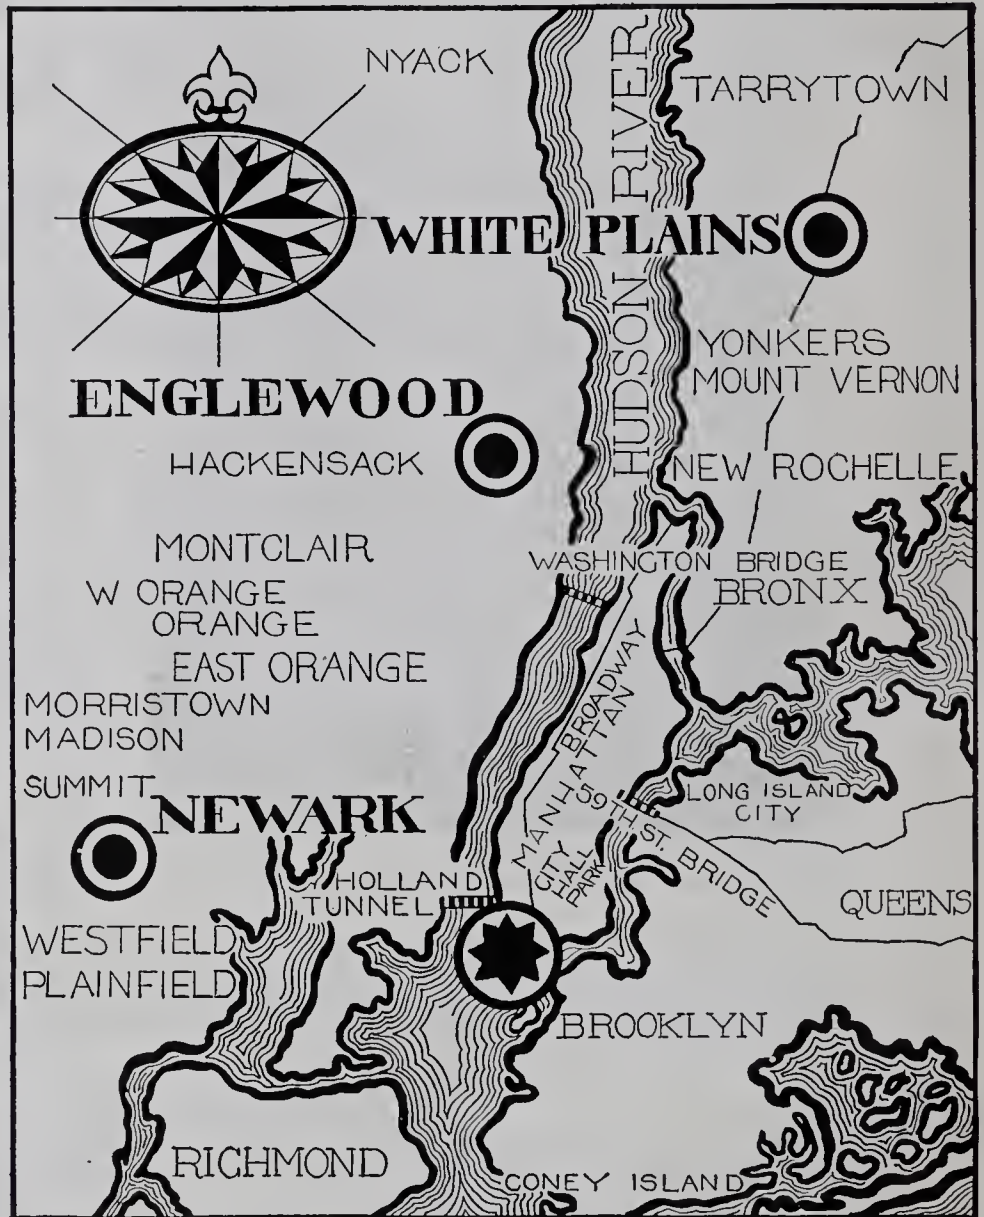 NYACK
TARRYTOWN
HUDSON RIVER
WHITE PLAINS
YONKERS
MOUNT VERNON
ENGLEWOOD
HACKENSACK
NEW ROCHELLE
MONTCLAIR
WASHINGTON BRIDGE
W ORANGE
BRONX
ORANGE
EAST ORANGE
BROADWAY
MANHATTAN
MORRISTOWN
MADISON
SUMMIT
NEWARK
59TH ST. BRIDGE
LONG ISLAND
CITY
CITY
HALL
PARK
HOLLAND
TUNNEL
QUEENS
WESTFIELD
PLAINFIELD
BROOKLYN
RICHMOND
CONEY ISLAND